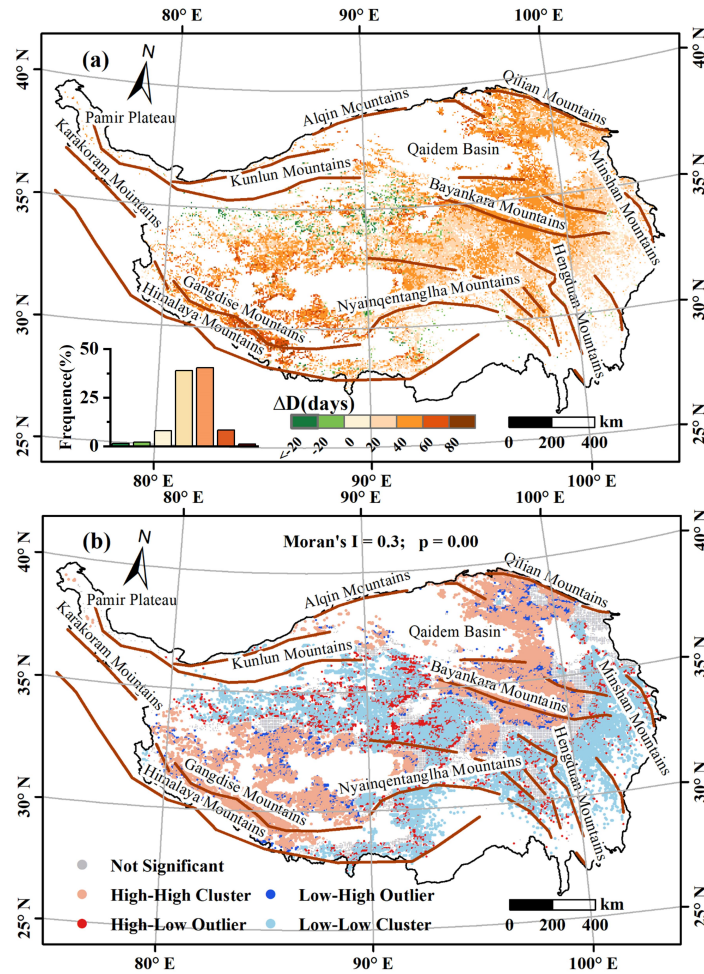 80° E
90° E
100° E
40° N
40° N
(a)
N
Qilian Mountains
Pamir Plateau
Alqin Mountains
Qaidem Basin
Karakoram Mountains
Kunlun Mountains
Minshan Mountains
35° N
35° N
Bayankara Mountains
Hengduan Mountains
Gangdise Mountains
Nyainqentanglha Mountains
Himalaya Mountains
30° N
30° N
50
25
0
Frequence(%)
ΔD(days)
<-20
-20
0
20
40
60
80
km
0
200
400
25° N
25° N
80° E
90° E
100° E
80° E
90° E
100° E
40° N
40° N
(b)
N
Moran's I = 0.3; p = 0.00
Qilian Mountains
Pamir Plateau
Alqin Mountains
Qaidem Basin
Karakoram Mountains
Kunlun Mountains
Minshan Mountains
35° N
35° N
Bayankara Mountains
Hengduan Mountains
Gangdise Mountains
Nyainqentanglha Mountains
Himalaya Mountains
30° N
30° N
Not Significant
High-High Cluster
Low-High Outlier
High-Low Outlier
Low-Low Cluster
km
0
200
400
25° N
25° N
80° E
90° E
100° E